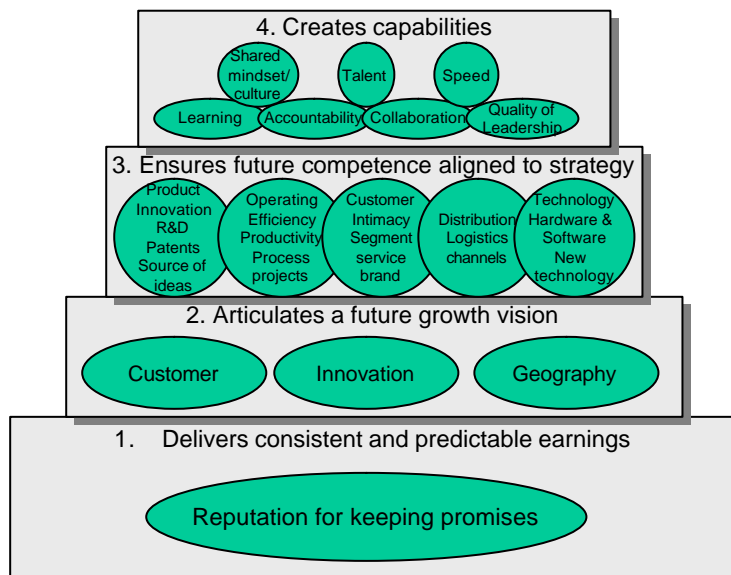 4. Creates capabilities
Shared
mindset/
culture
Talent
Speed
Learning
Accountability
Collaboration
Quality of
Leadership
3. Ensures future competence aligned to strategy
Product
Innovation
R&D
Patents
Source of
ideas
Operating
Efficiency
Productivity
Process
projects
Customer
Intimacy
Segment
service
brand
Distribution
Logistics
channels
Technology
Hardware &
Software
New
technology
2. Articulates a future growth vision
Customer
Innovation
Geography
1. Delivers consistent and predictable earnings
Reputation for keeping promises